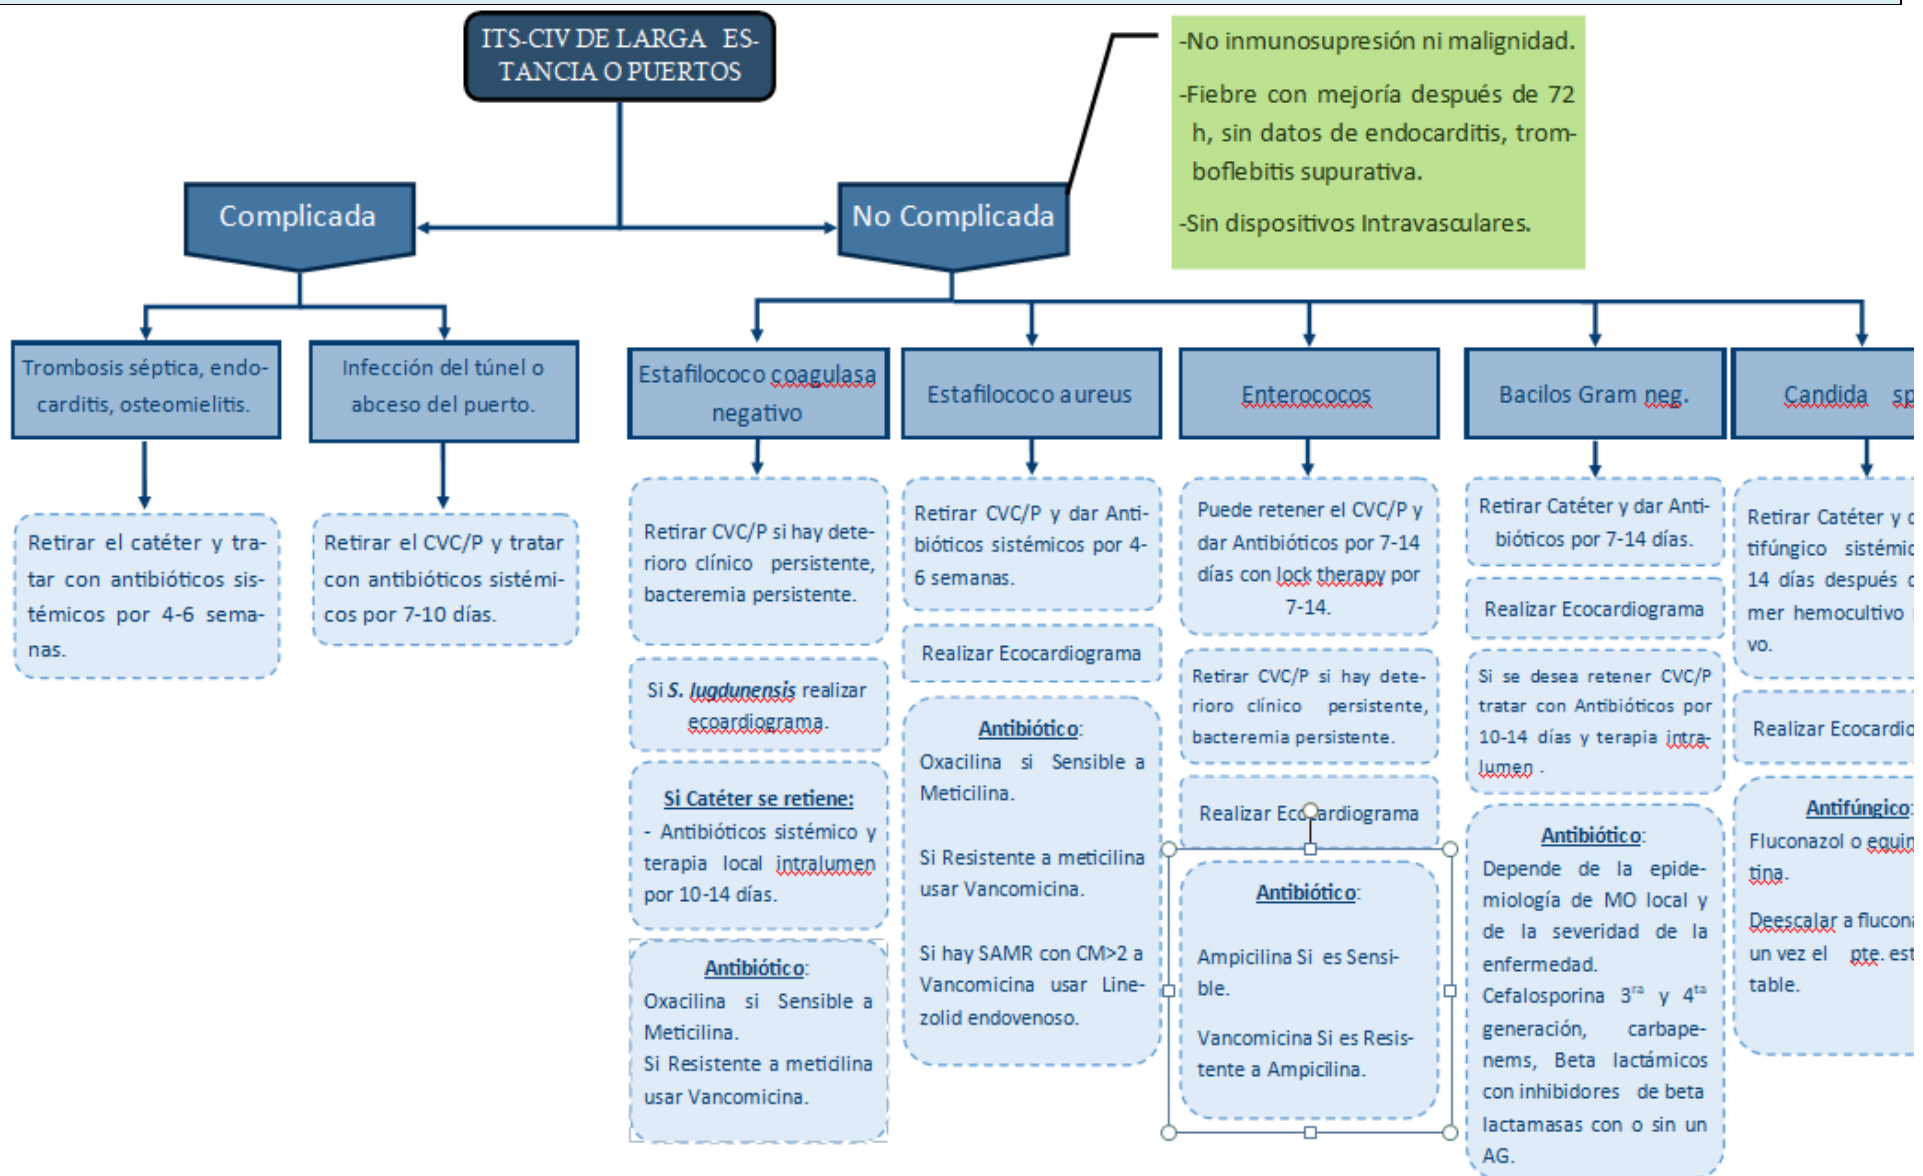 ITS-CIV DE LARGA ES-
TANCIA O PUERTOS
-No inmunosupresión ni malignidad.
-Fiebre con mejoría después de 72
h, sin datos de endocarditis, trom-
boflebitis supurativa.
-Sin dispositivos Intravasculares.
Complicada
No Complicada
Trombosis séptica, endo-
carditis, osteomielitis.
Retirar el catéter y tra-
tar con antibióticos sis-
témicos por 4-6 sema-
nas.
Infección del túnel o
abceso del puerto.
Retirar el CVC/P y tratar
con antibióticos sistémi-
cos por 7-10 días.
Estafilococo coagulasa
negativo
Retirar CVC/P si hay dete-
rioro clínico persistente,
bacteremia persistente.
Si S. lugdunensis realizar
ecoardiograma.
Si Catéter se retiene:
- Antibióticos sistémico y
terapia local intralumen
por 10-14 días.
Antibiótico:
Oxacilina si Sensible a
Meticilina.
Si Resistente a meticilina
usar Vancomicina.
Estafilococo aureus
Retirar CVC/P y dar Anti-
bióticos sistémicos por 4-
6 semanas.
Realizar Ecocardiograma
Antibiótico:
Oxacilina si Sensible a
Meticilina.
Si Resistente a meticilina
usar Vancomicina.
Si hay SAMR con CM>2 a
Vancomicina usar Line-
zolid endovenoso.
Enterococos
Puede retener el CVC/P y
dar Antibióticos por 7-14
días con lock therapy por
7-14.
Retirar CVC/P si hay dete-
rioro clínico persistente,
bacteremia persistente.
Realizar Ecocardiograma
Antibiótico:
Ampicilina Si es Sensi-
ble.
Vancomicina Si es Resis-
tente a Ampicilina.
Bacilos Gram neg.
Retirar Catéter y dar Anti-
bióticos por 7-14 días.
Realizar Ecocardiograma
Si se desea retener CVC/P
tratar con Antibióticos por
10-14 días y terapia intra-
lumen .
Antibiótico:
Depende de la epide-
miología de MO local y
de la severidad de la
enfermedad.
Cefalosporina 3ra y 4ta
generación, carbape-
nems, Beta lactámicos
con inhibidores de beta
lactamasas con o sin un
AG.
Candida
Retirar Catéter y
tifúngico
14 días después
mer hemocultivo
vo.
Realizar
Antifúngico:
Fluconazol o
tina.
Deescalar a
un vez el pte.
table.